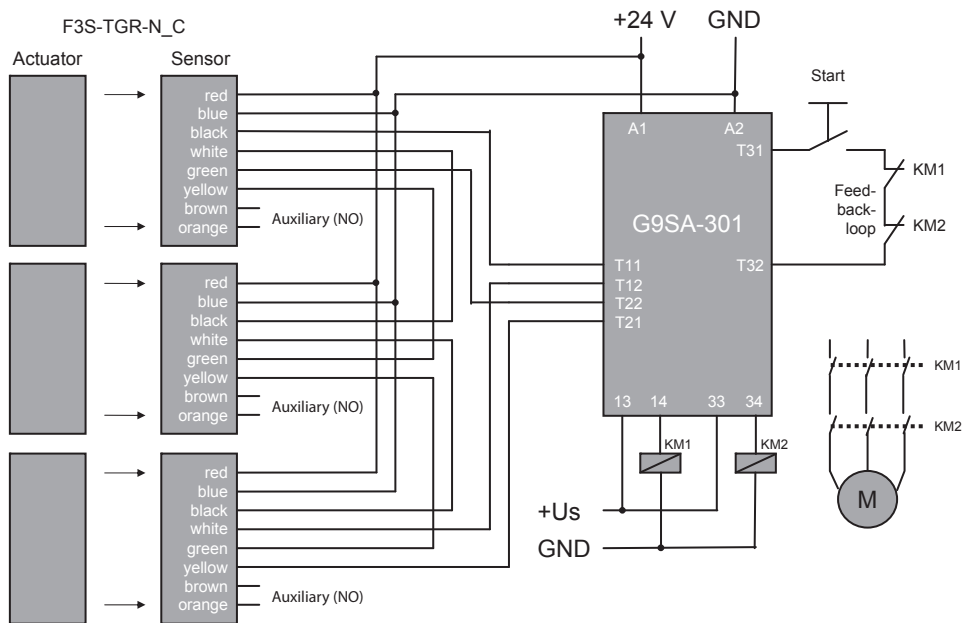 F3S-TGR-N_C
Actuator
Sensor
red
blue
black
white
green
yellow
brown
orange
Auxiliary (NO)
red
blue
black
white
green
yellow
brown
orange
Auxiliary (NO)
red
blue
black
white
green
yellow
brown
orange
Auxiliary (NO)
+24 V
GND
A1
A2
T31
G9SA-301
T11
T12
T22
T21
T32
13
14
33
34
Start
KM1
Feed-
back-
loop
KM2
KM1
KM2
+Us
GND
KM1
KM2
M